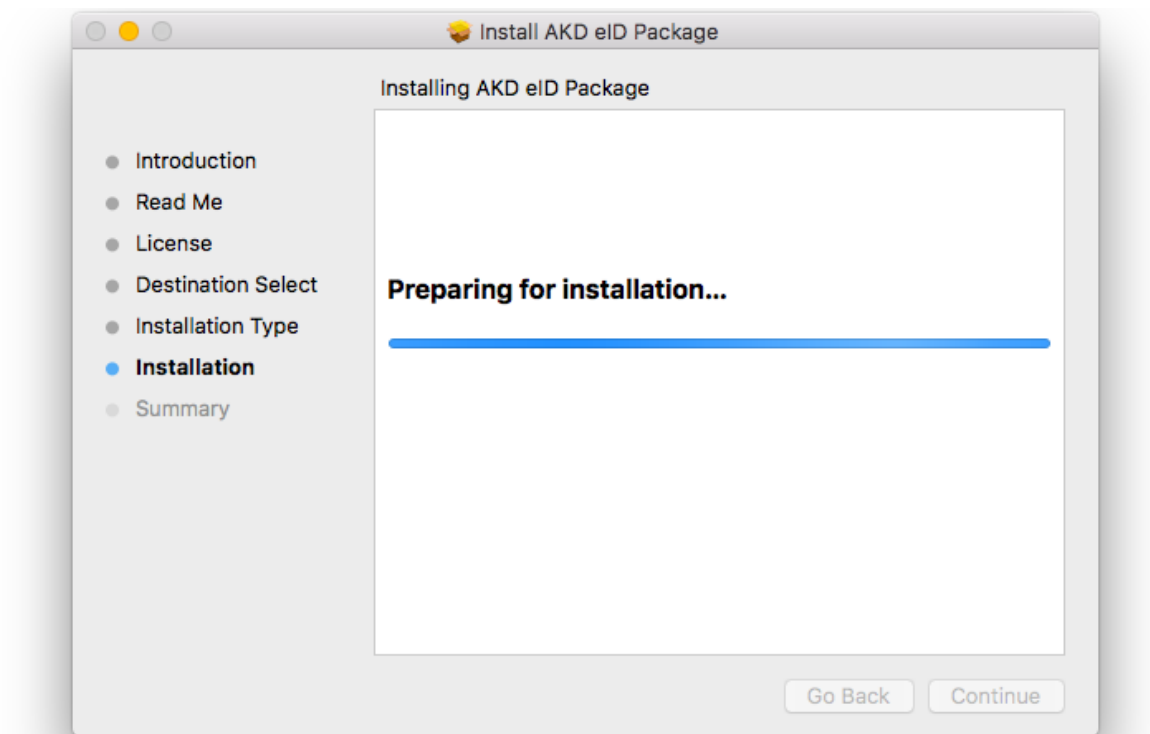 Install AKD eID Package
Installing AKD eID Package
Introduction
Read Me
License
Destination Select
Installation Type
Installation
Summary
Preparing for installation...
Go Back
Continue